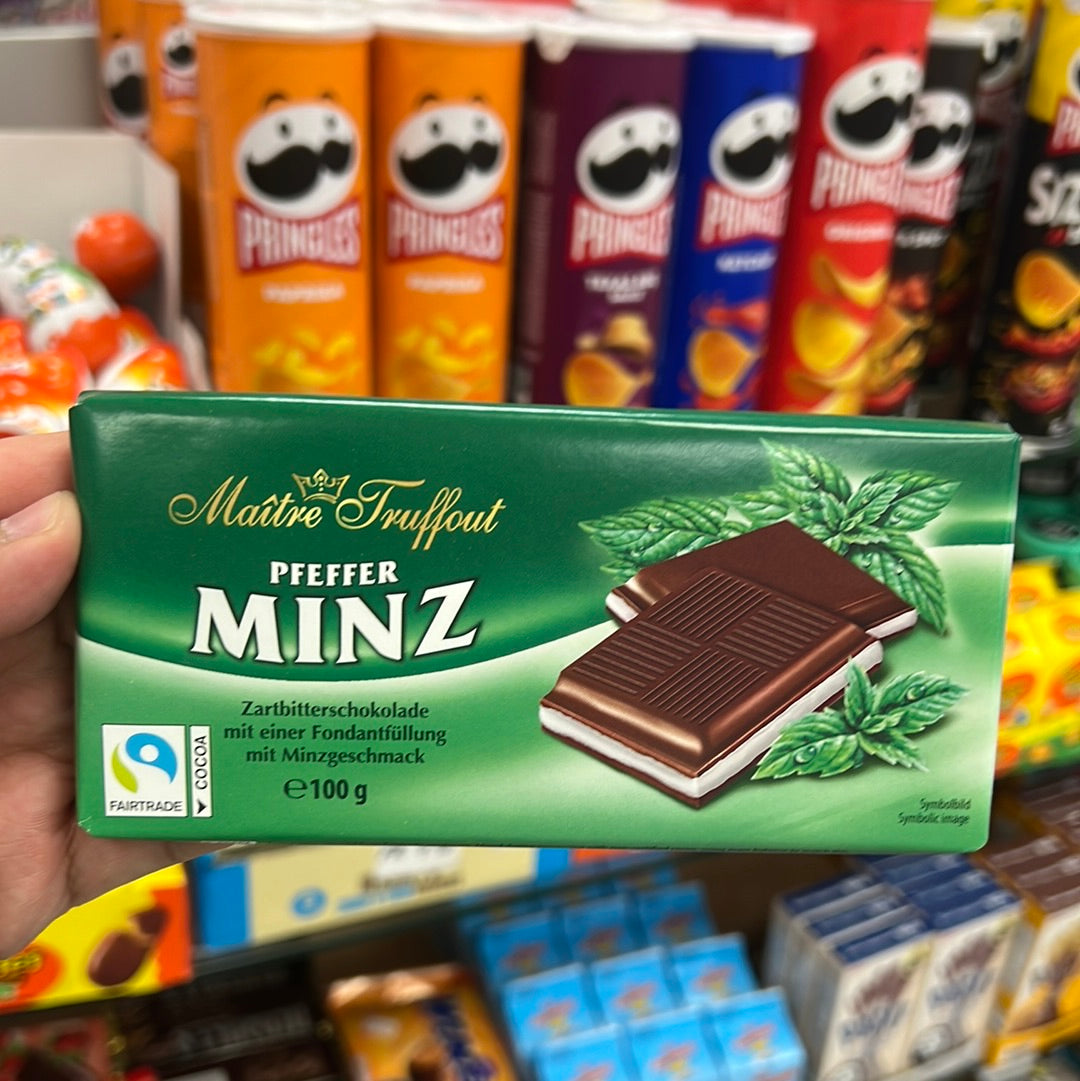 PRINGLES
PRINGLES
PRINGLES
PRINGLES
PRINGLES
Maître Truffout
PFEFFER
MINZ
Zartbitterschokolade
mit einer Fondantfüllung
mit Minzgeschmack
℮100 g
FAIRTRADE
COCOA
Symbolbild
Symbolic image